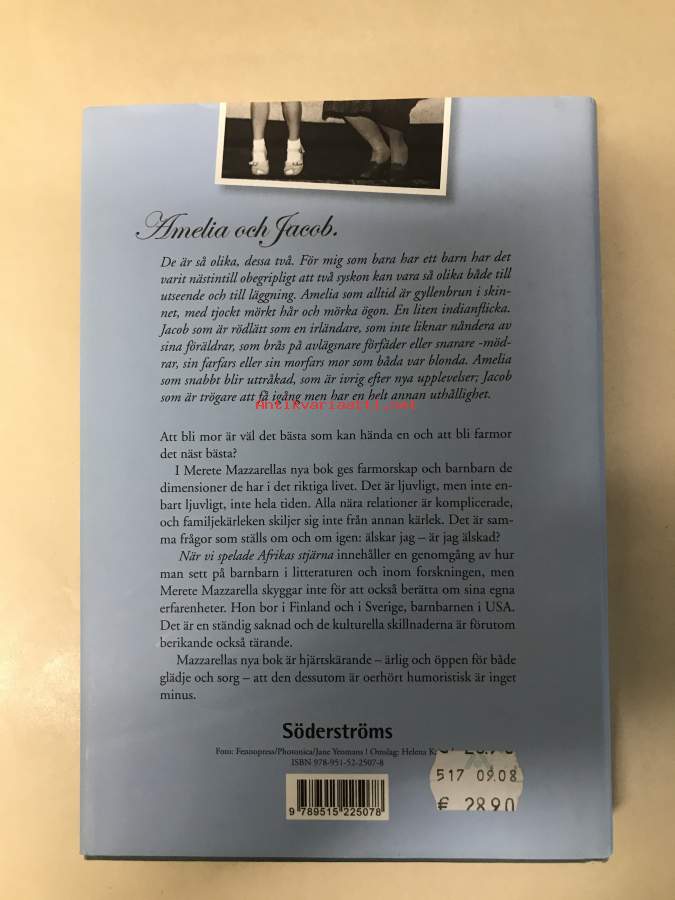 Amelia och Jacob.
De är så olika, dessa två. För mig som bara har ett barn har det
varit nästintill obegripligt att två syskon kan vara så olika både till
utseende och till läggning. Amelia som alltid är gyllenbrun i skin-
net, med tjockt mörkt hår och mörka ögon. En liten indianflicka.
Jacob som är rödlätt som en irländare, som inte liknar nåndera av
sina föräldrar, som brås på avlägsnare förfäder eller snarare -möd-
rar, sin farfars eller sin morfars mor som båda var blonda. Amelia
som snabbt blir uttråkad, som är ivrig efter nya upplevelser; Jacob
som är trögare att få igång men har en helt annan uthållighet.
Antikvariaatti.net
Att bli mor är väl det bästa som kan hända en och att bli farmor
det näst bästa?
I Merete Mazzarellas nya bok ges farmorskap och barnbarn de
dimensioner de har i det riktiga livet. Det är ljuvligt, men inte en-
bart ljuvligt, inte hela tiden. Alla nära relationer är komplicerade,
och familjekärleken skiljer sig inte från annan kärlek. Det är sam-
ma frågor som ställs om och om igen: älskar jag – är jag älskad?
När vi spelade Afrikas stjärna innehåller en genomgång av hur
man sett på barnbarn i litteraturen och inom forskningen, men
Merete Mazzarella skyggar inte för att också berätta om sina egna
erfarenheter. Hon bor i Finland och i Sverige, barnbarnen i USA.
Det är en ständig saknad och de kulturella skillnaderna är förutom
berikande också tärande.
Mazzarellas nya bok är hjärtskärande – ärlig och öppen för både
glädje och sorg – att den dessutom är oerhört humoristisk är inget
minus.
Söderströms
Foto: Fennopress/Photonica/Jane Yeomans | Omslag: Helena
ISBN 978-951-52-2507-8
9 789515 225078
517 09.08
€ 28.90